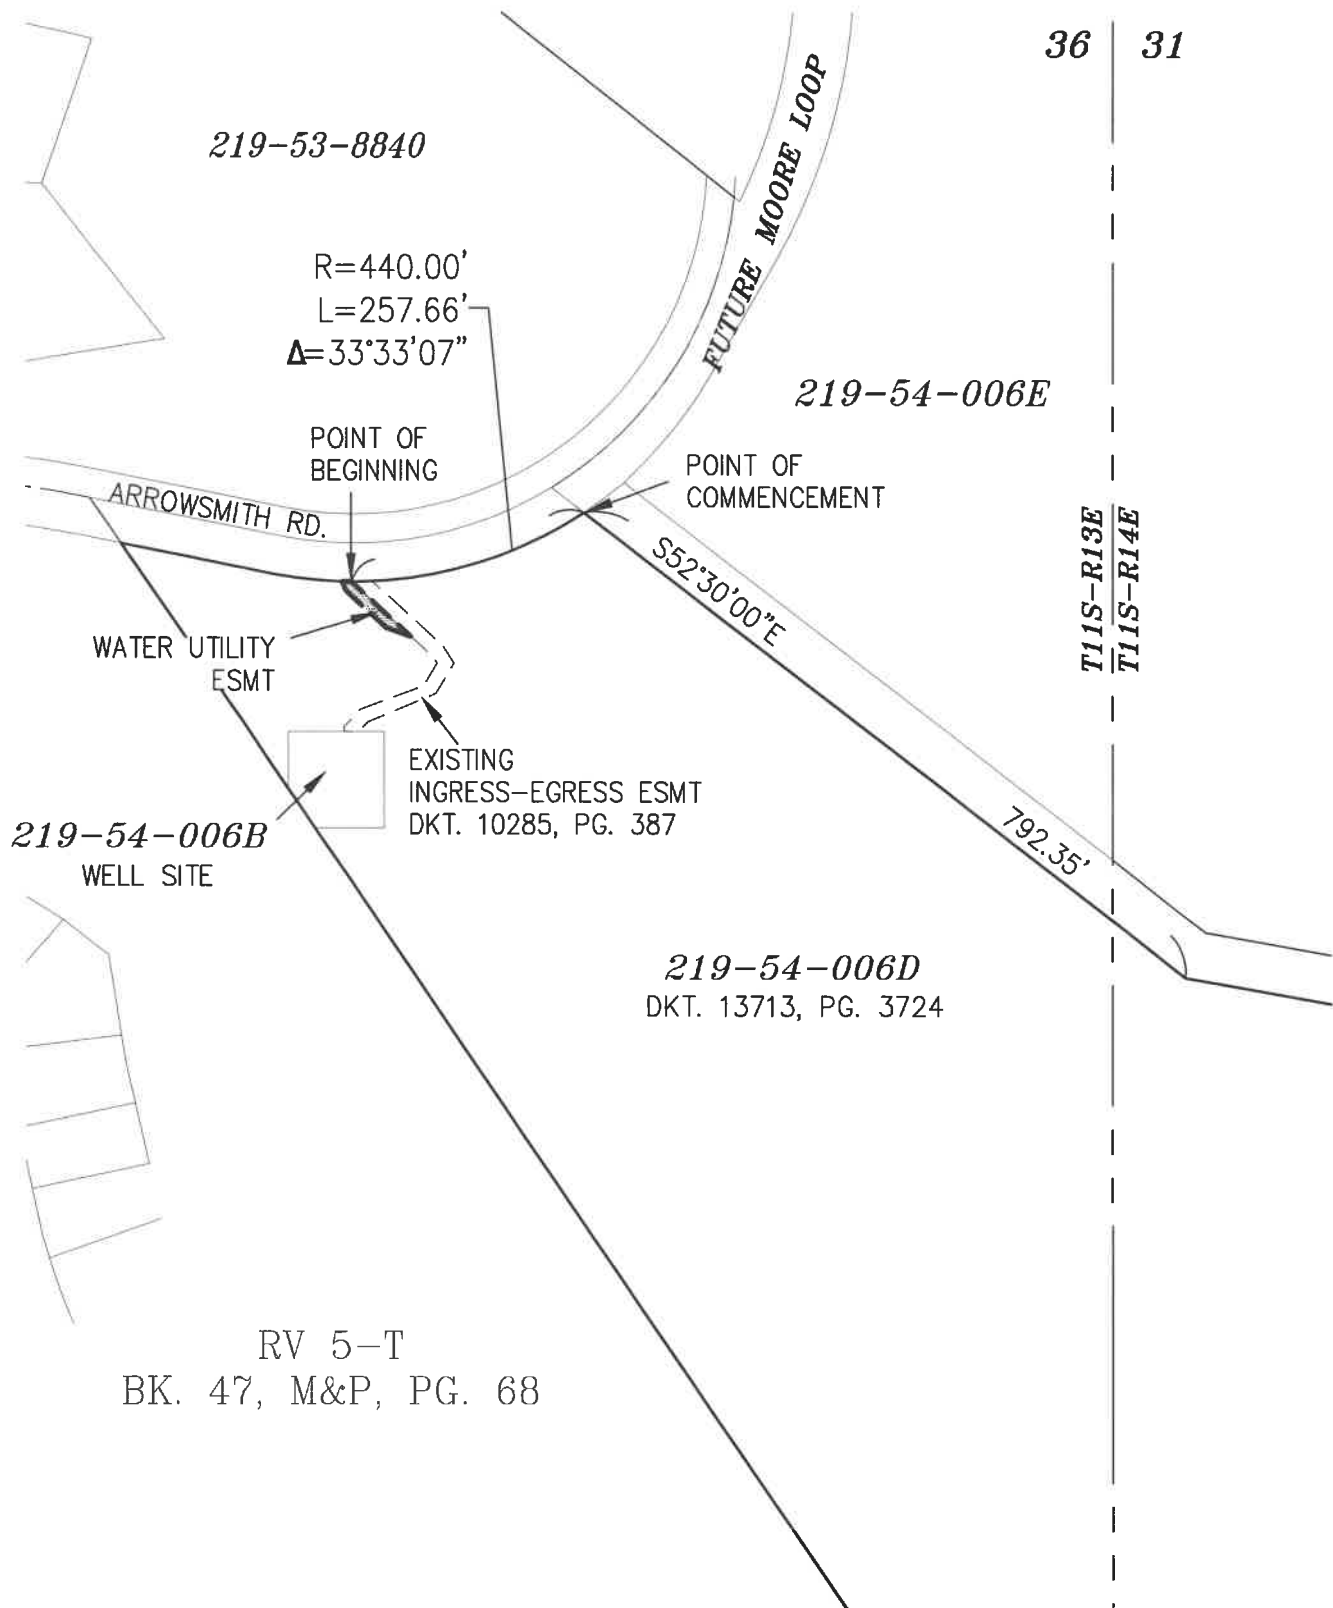 36 31
219-53-8840
FUTURE MOORE LOOP
R=440.00'
L=257.66'
Δ=33°33'07"
219-54-006E
POINT OF
BEGINNING
POINT OF
COMMENCEMENT
ARROWSMITH RD.
S52°30'00"E
T11S-R13E
T11S-R14E
WATER UTILITY
ESMT
EXISTING
INGRESS-EGRESS ESMT
DKT. 10285, PG. 387
792.35'
219-54-006B
WELL SITE
219-54-006D
DKT. 13713, PG. 3724
RV 5-T
BK. 47, M&P, PG. 68